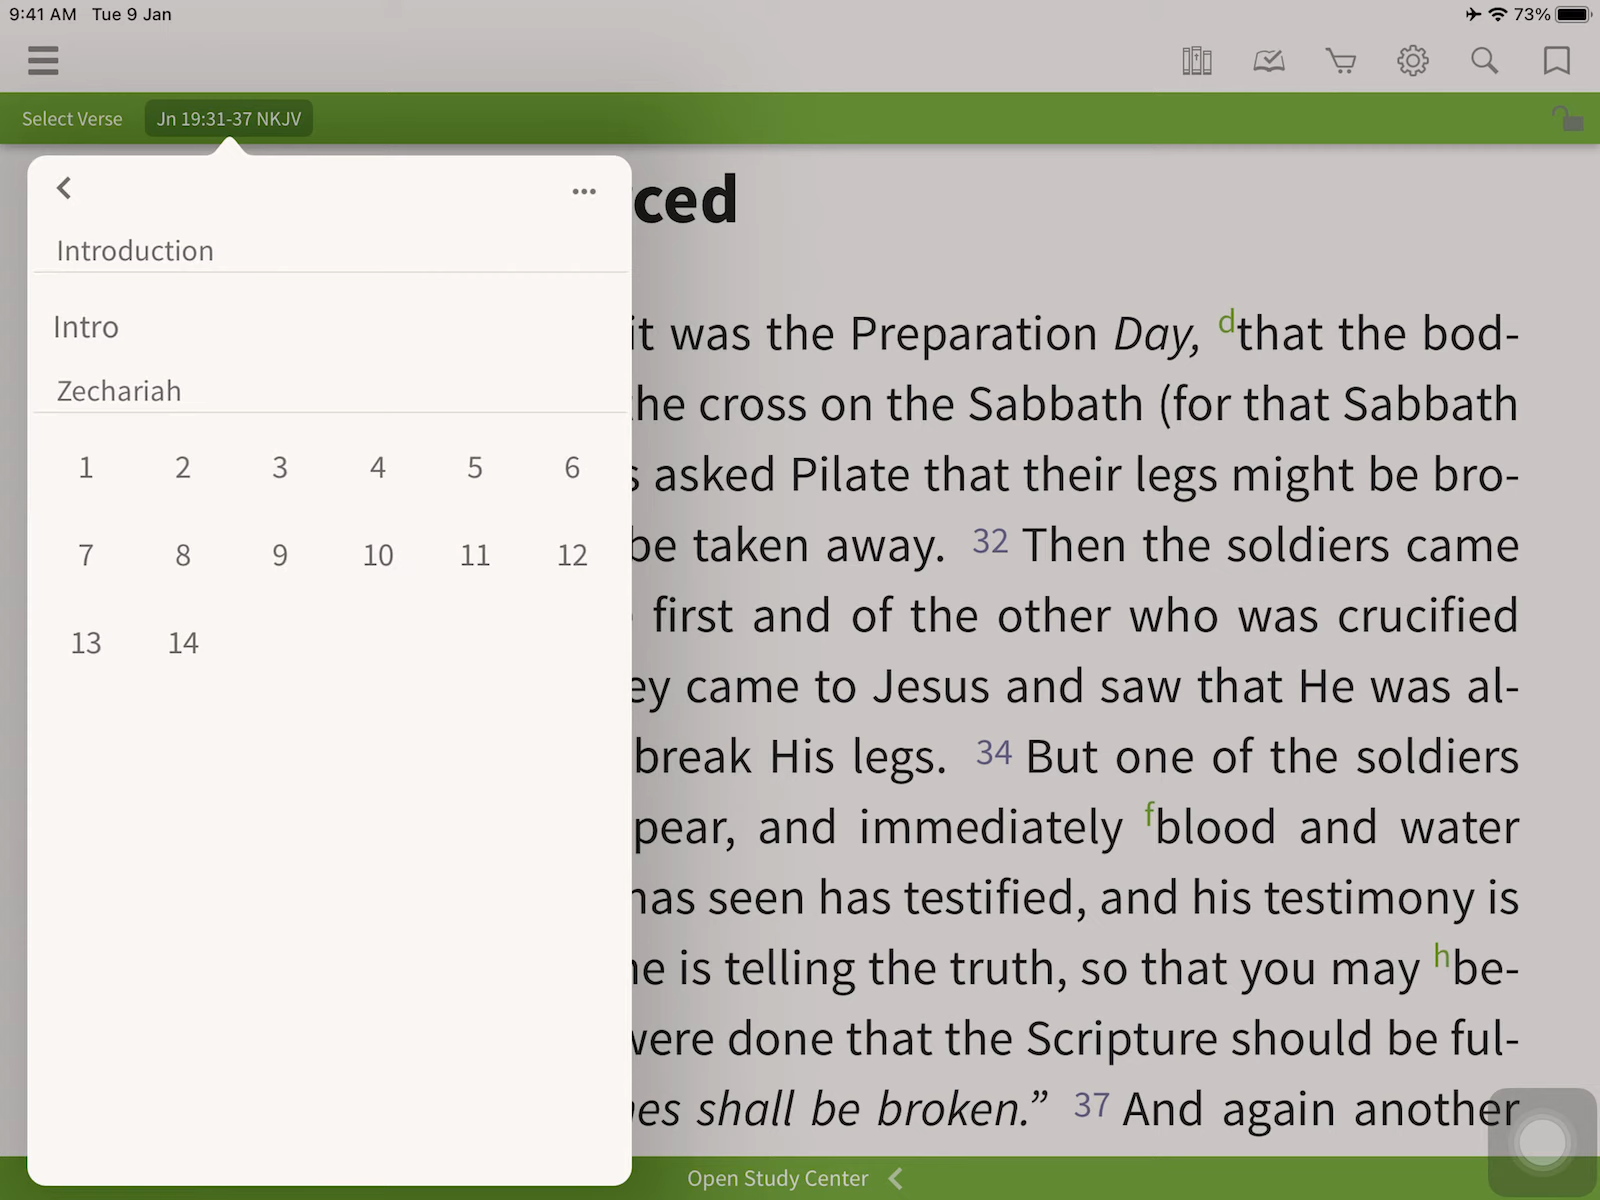 9:41 AM Tue 9 Jan
73%
Select Verse Jn 19:31-37 NKJV
Introduction
Intro
Zechariah
1 2 3 4 5 6
7 8 9 10 11 12
13 14
it was the Preparation Day, dthat the bod-
the cross on the Sabbath (for that Sabbath
asked Pilate that their legs might be bro-
be taken away. 32 Then the soldiers came
first and of the other who was crucified
came to Jesus and saw that He was al-
break His legs. 34 But one of the soldiers
and immediately fblood and water
has seen has testified, and his testimony is
is telling the truth, so that you may hbe-
were done that the Scripture should be ful-
shall be broken.” 37 And again another
Open Study Center